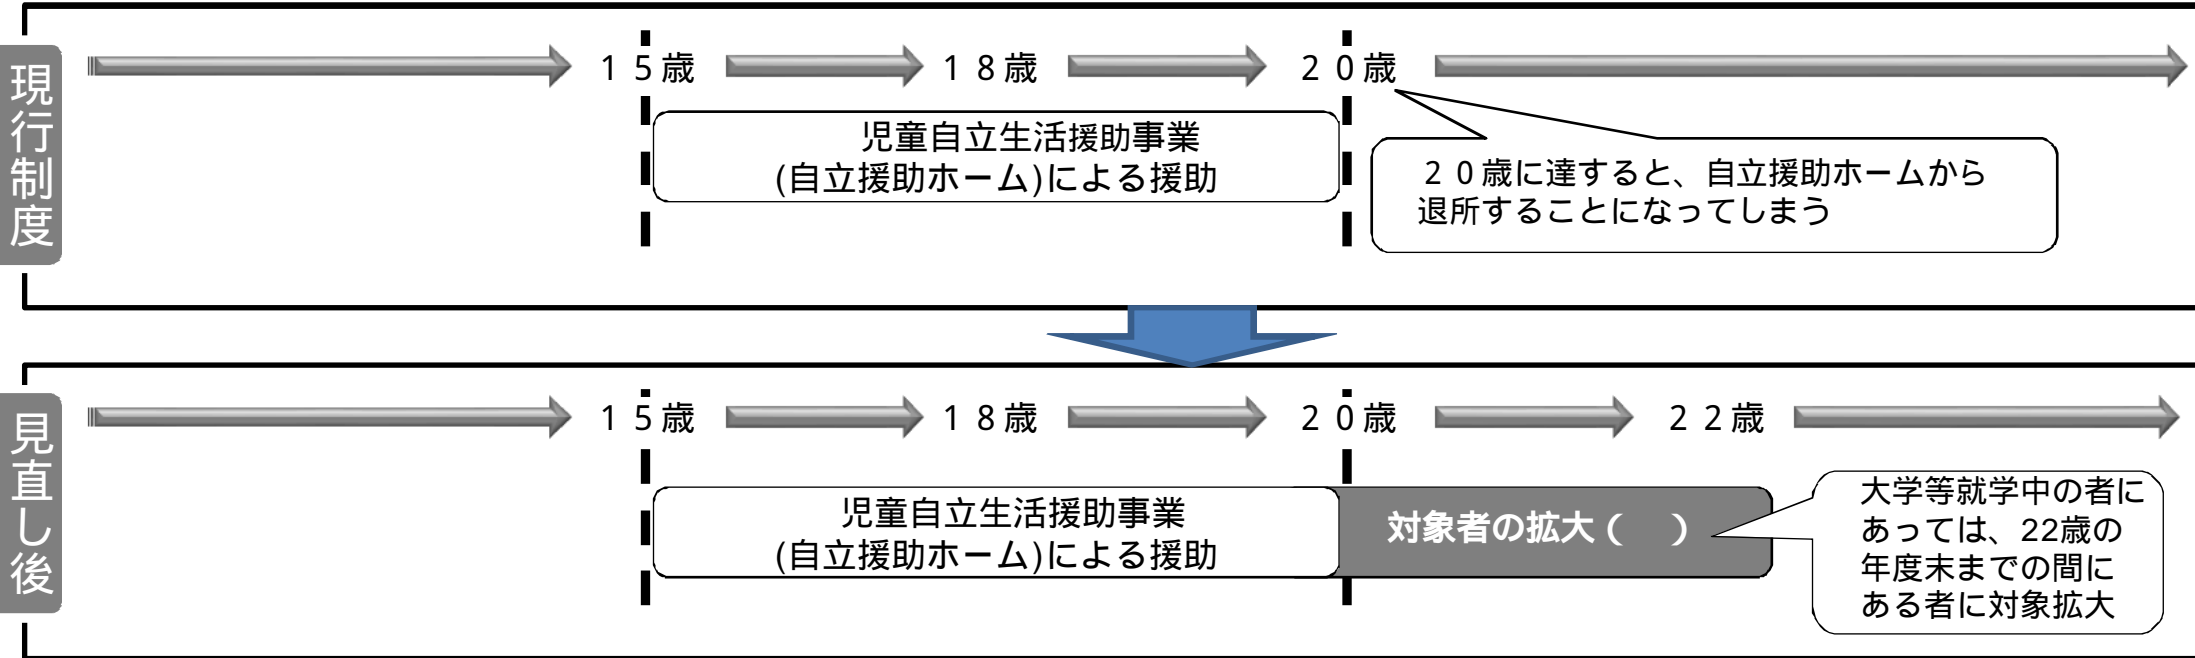 現行制度
１５歳
１８歳
２０歳
児童自立生活援助事業
(自立援助ホーム)による援助
２０歳に達すると、自立援助ホームから
退所することになってしまう
見直し後
１５歳
１８歳
２０歳
２２歳
児童自立生活援助事業
(自立援助ホーム)による援助
対象者の拡大（　）
大学等就学中の者に
あっては、22歳の
年度末までの間に
ある者に対象拡大